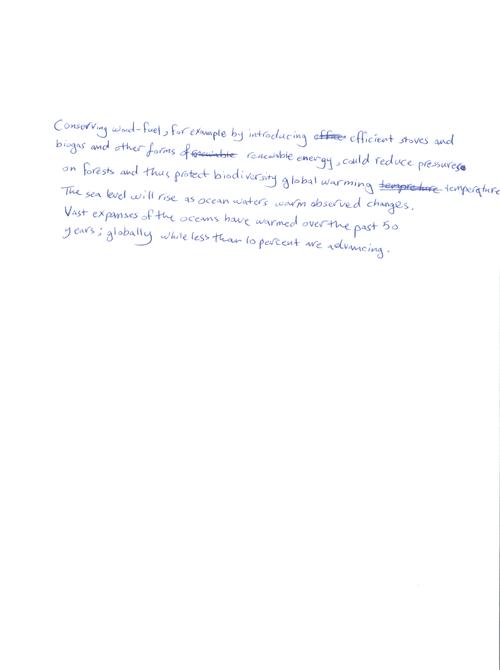 Conserving wood-fuel, for example by introducing efficient stoves and
biogas and other forms of renewable energy, could reduce pressures
on forests and thus protect biodiversity global warming temperature
The sea level will rise as ocean waters warm observed changes.
Vast expanses of the oceans have warmed over the past 50
years; globally while less than 10 percent are advancing.